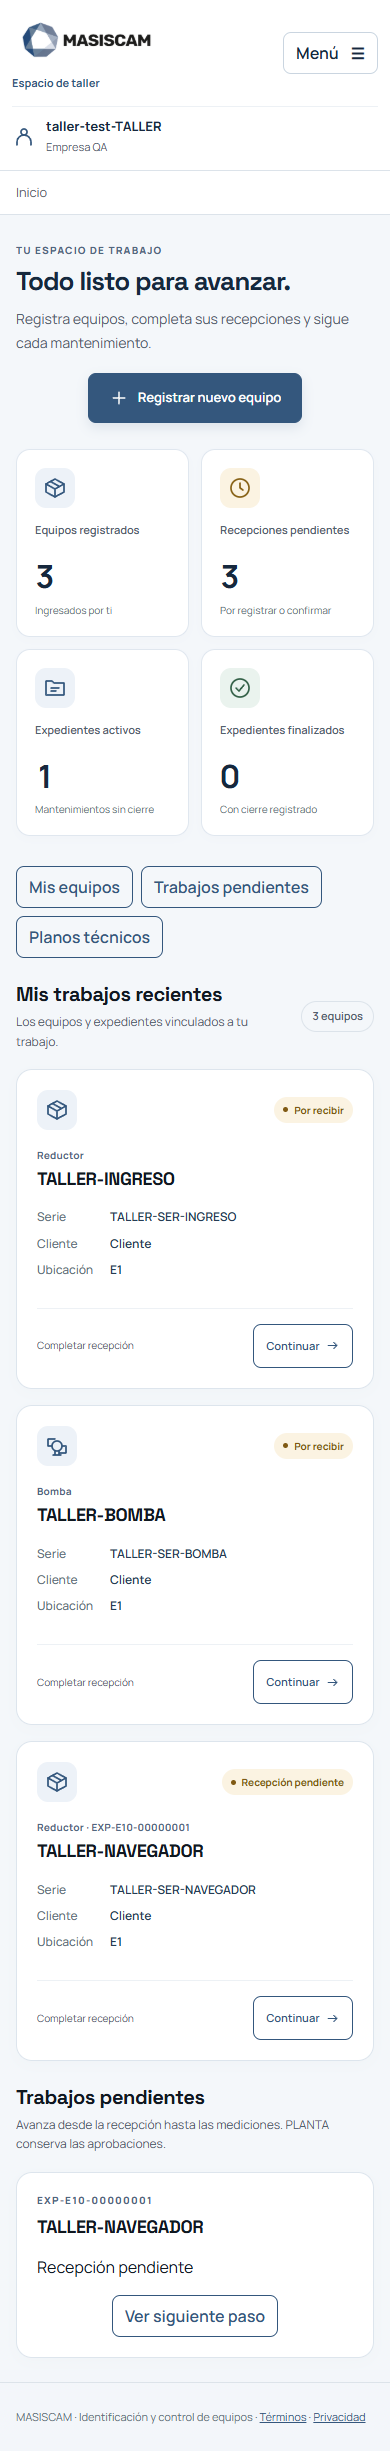 MASISCAM
Menú
Espacio de taller
taller-test-TALLER
Empresa QA
Inicio
TU ESPACIO DE TRABAJO
Todo listo para avanzar.
Registra equipos, completa sus recepciones y sigue
cada mantenimiento.
Registrar nuevo equipo
Equipos registrados
3
Ingresados por ti
Recepciones pendientes
3
Por registrar o confirmar
Expedientes activos
1
Mantenimientos sin cierre
Expedientes finalizados
0
Con cierre registrado
Mis equipos
Trabajos pendientes
Planos técnicos
Mis trabajos recientes
Los equipos y expedientes vinculados a tu
trabajo.
3 equipos
Por recibir
Reductor
TALLER-INGRESO
Serie TALLER-SER-INGRESO
Cliente Cliente
Ubicación E1
Completar recepción
Continuar →
Por recibir
Bomba
TALLER-BOMBA
Serie TALLER-SER-BOMBA
Cliente Cliente
Ubicación E1
Completar recepción
Continuar →
Recepción pendiente
Reductor · EXP-E10-00000001
TALLER-NAVEGADOR
Serie TALLER-SER-NAVEGADOR
Cliente Cliente
Ubicación E1
Completar recepción
Continuar →
Trabajos pendientes
Avanza desde la recepción hasta las mediciones. PLANTA
conserva las aprobaciones.
EXP-E10-00000001
TALLER-NAVEGADOR
Recepción pendiente
Ver siguiente paso
MASISCAM · Identificación y control de equipos · Términos · Privacidad